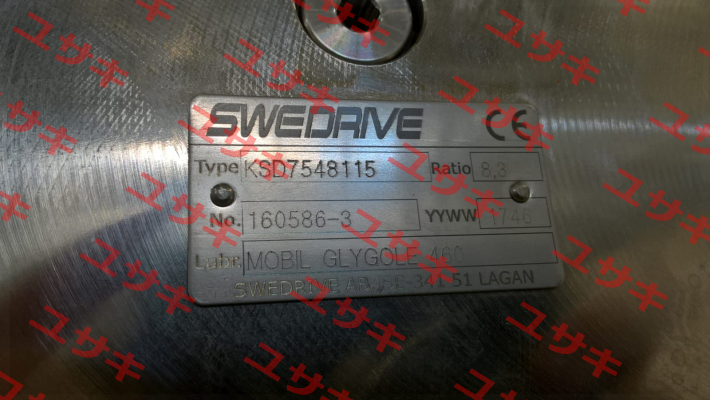 SWEDRIVE CE
Type KSD7548115 Ratio 8,3
No. 160586-3 YYWW 1746
Lube MOBIL GLYGOLE 460
SWEDRIVE AB, 341 51 LAGAN
ユサキ